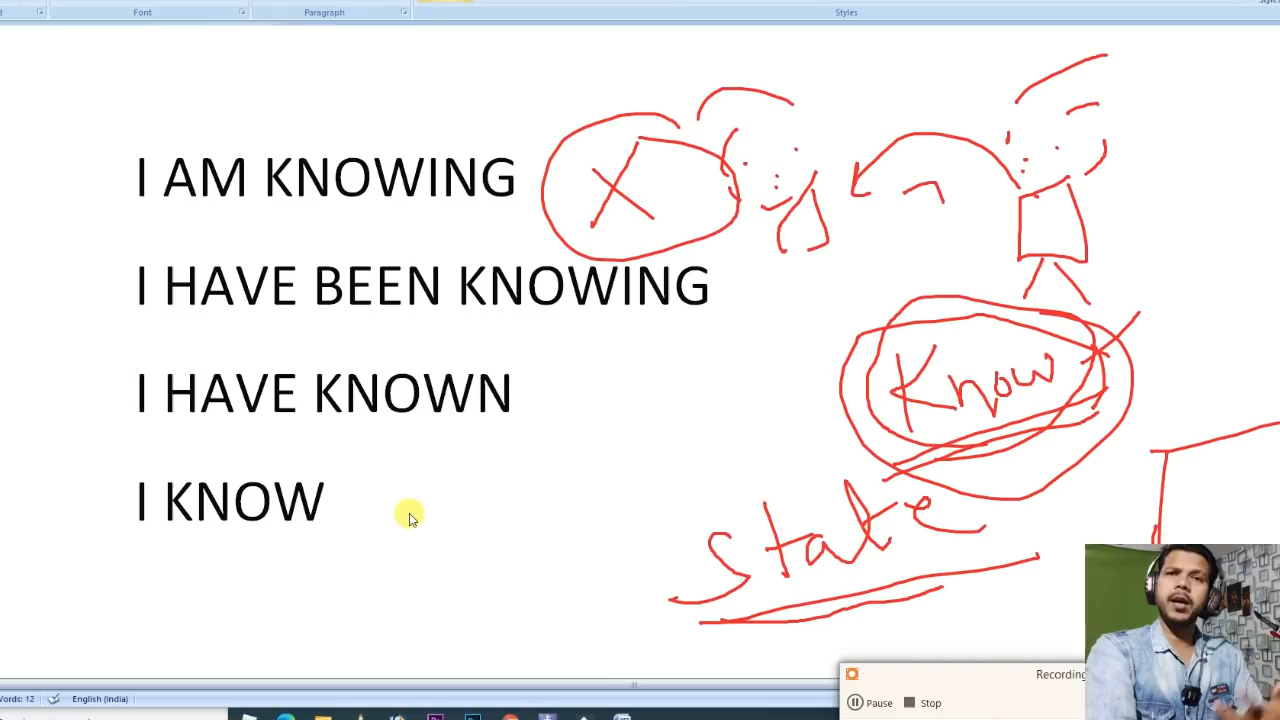 Font
Paragraph
Styles
I AM KNOWING
X
I HAVE BEEN KNOWING
Know
I HAVE KNOWN
I KNOW
State
Recording
Words: 12
English (India)
Pause
Stop